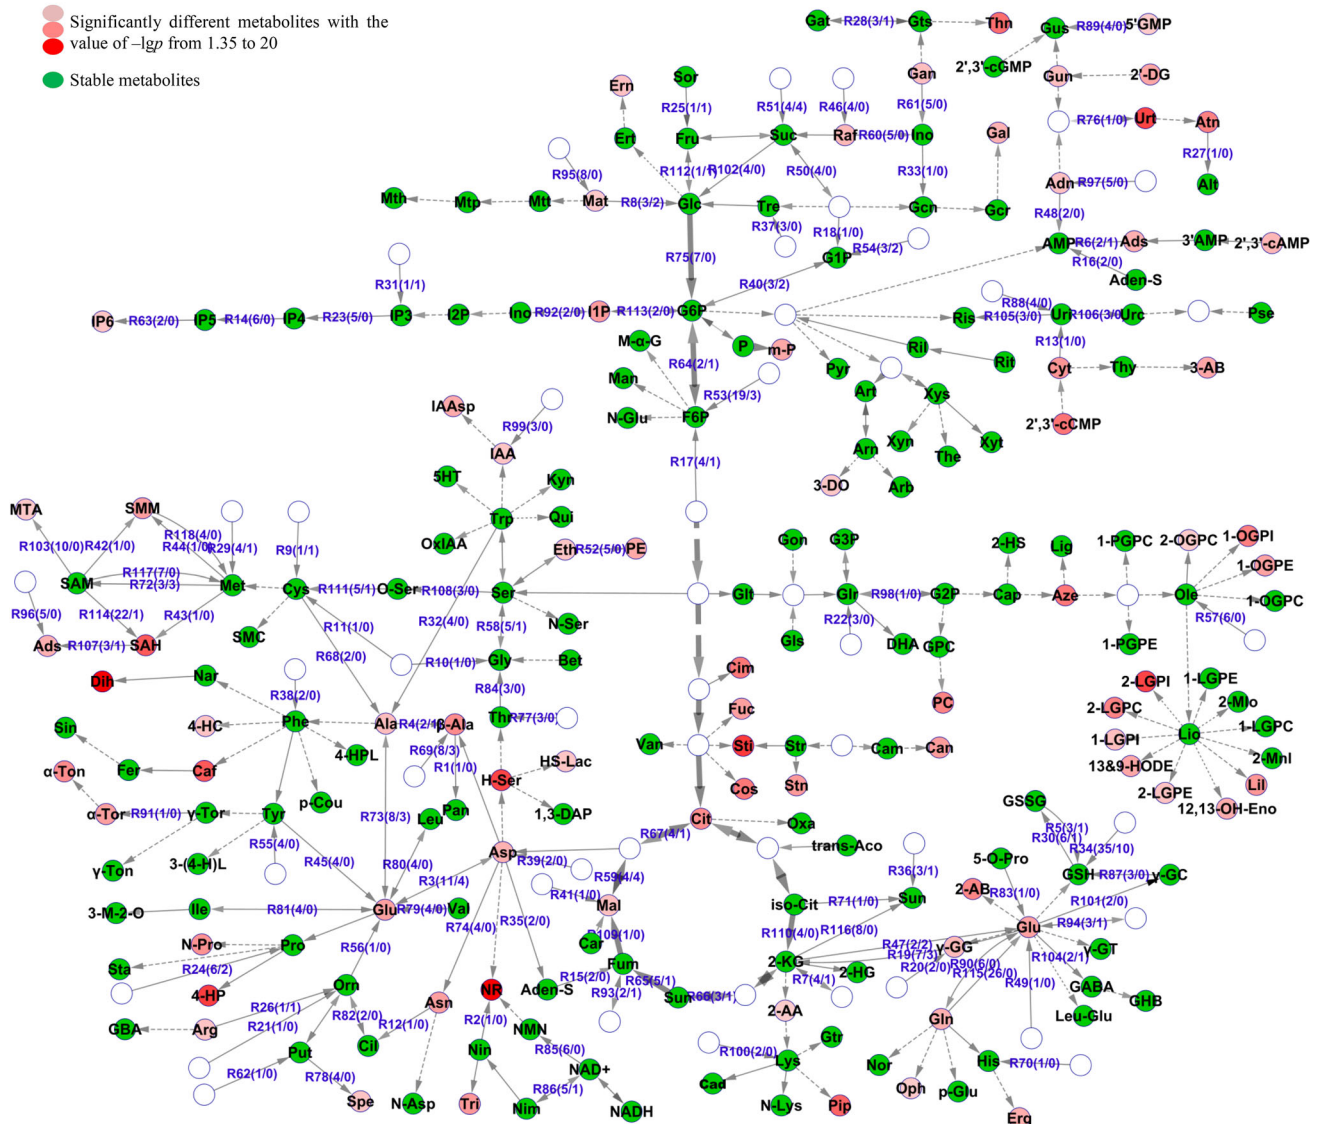 Significantly different metabolites with the
value of –lgp from 1.35 to 20
Stable metabolites
Gat R28(3/1) Gts Thn Gus R89(4/0) 5'GMP
2',3'-cGMP Gun 2'-DG
Ern Sor R51(4/4) R46(4/0) Gan
R25(1/1) R61(5/0) R76(1/0) Urt Atn
Ert Fru Suc Raf R60(5/0) Ino Gal
R27(1/0)
R95(8/0) R112(1/1) R102(4/0) R50(4/0) R33(1/0) Adn R97(5/0) Alt
Mth Mtp Mtt Mat R8(3/2) Glc Tre Gcn Gcr R48(2/0)
R37(3/0) R18(1/0) R54(3/2)
R75(7/0) G1P AMP R6(2/1) Ads 3'AMP 2',3'-cAMP
R16(2/0)
R31(1/1) R40(3/2) Aden-S
R88(4/0)
IP6 R63(2/0) IP5 R14(6/0) IP4 R23(5/0) IP3 I2P Ino R92(2/0) I1P R113(2/0) G6P Ris R105(3/0) Uri R106(3/0) Urc Pse
M-α-G P m-P R13(1/0)
R64(2/1) Pyr Ril Rit Cyt Thy 3-AB
Man R53(19/3) Art Xys
N-Glu F6P 2',3'-cCMP
IAAsp R99(3/0) R17(4/1) Arn Xyn The Xyt
IAA 3-DO Arb
5HT Kyn
MTA SMM Trp Qui
R118(4/0)
R103(10/0) R42(1/0) R44(1/0) R29(4/1) R9(1/1) OxIAA Eth R52(5/0) PE Gon G3P 2-HS Lig 1-PGPC 2-OGPC 1-OGPI
1-OGPE
SAM R117(7/0) R72(3/3) Met Cys R111(5/1) O-Ser R108(3/0) Ser Glt Glr R98(1/0) G2P Cap Aze Ole 1-OGPC
R96(5/0) R114(22/1) R43(1/0) R11(1/0) R32(4/0) N-Ser R22(3/0) R57(6/0)
SMC R58(5/1) Gls DHA GPC 1-PGPE
Ads R107(3/1) SAH R68(2/0) R10(1/0) Gly Bet
Dih Nar R38(2/0) R84(3/0) Cim PC 2-LGPI 1-LGPE
2-Mlo
4-HC Phe Ala R4(2/1) β-Ala Thr R77(3/0) Fuc 2-LGPC 1-LGPC
Sin 4-HPL R69(8/3) Van Sti Str Cam Can 1-LGPI Lio
Fer Caf R1(1/0) H-Ser HS-Lac 13&9-HODE 2-Mnl
α-Ton Cos Stn Lil
p-Cou Pan 1,3-DAP 2-LGPE
α-Tor R91(1/0) γ-Tor Tyr R73(8/3) Leu Cit Oxa GSSG 12,13-OH-Eno
R55(4/0) R67(4/1) R5(3/1)
γ-Ton 3-(4-H)L R45(4/0) R80(4/0) Asp R39(2/0) trans-Aco R30(6/1) R34(35/10)
R3(11/4) R59(4/4) R36(3/1) 5-O-Pro GSH R87(3/0) γ-GC
R41(1/0) 2-AB R83(1/0) R101(2/0)
3-M-2-O Ile R81(4/0) Glu R79(4/0) Val Mal iso-Cit R71(1/0) Sun R94(3/1)
N-Pro Pro R56(1/0) R74(4/0) R35(2/0) Car R109(1/0) R110(4/0) R116(8/0) Glu
R47(2/2) γ-GG γ-GT
Sta R24(6/2) Fum 2-KG R19(7/3) R104(2/1)
R15(2/0) R65(5/1) 2-HG R20(2/0) R90(6/0)
4-HP Orn NR Aden-S R93(2/1) Sun R66(3/1) R7(4/1) R115(26/0) R49(1/0) GABA GHB
R26(1/1) Asn 2-AA Gln Leu-Glu
GBA Arg R21(1/0) R82(2/0) R12(1/0) R2(1/0) NMN
Put Cil Nin R85(6/0) R100(2/0) Gtr
R62(1/0) R78(4/0) NAD+ Lys Nor His R70(1/0)
R86(5/1) Cad Oph p-Glu
Spe N-Asp Tri Nim NADH N-Lys Pip Erg